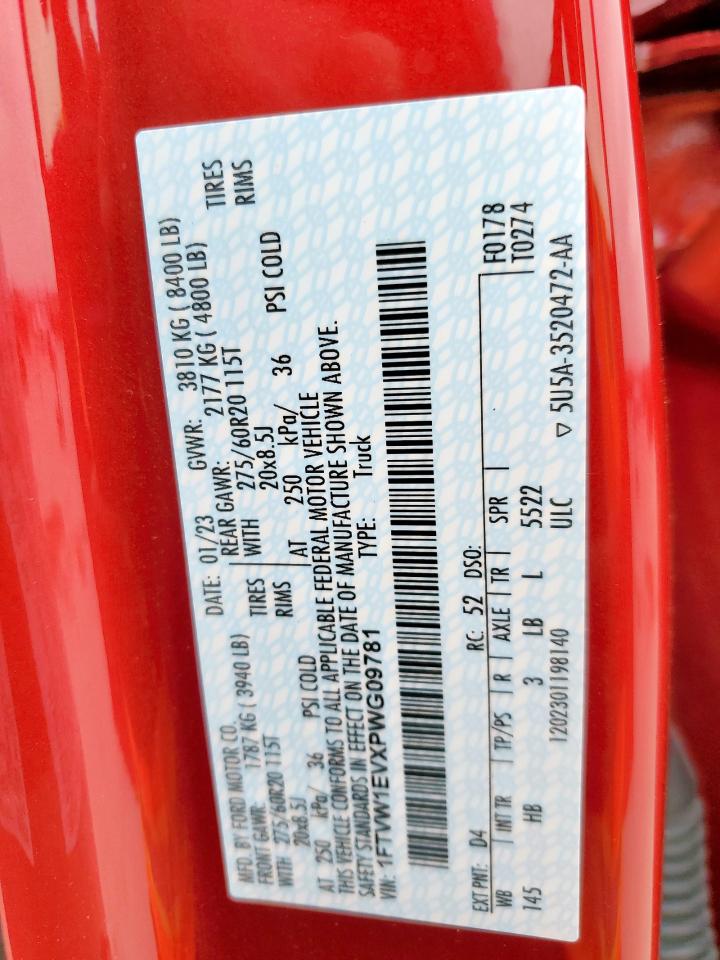 MFD. BY FORD MOTOR CO.
DATE: 01/23 GVWR: 3810 KG ( 8400 LB)
FRONT GAWR: 1787 KG ( 3940 LB) REAR GAWR: 2177 KG ( 4800 LB)
WITH 275/60R20 115T TIRES WITH 275/60R20 115T TIRES
20x8.5J RIMS 20x8.5J RIMS
AT 250 kPa/ 36 PSI COLD AT 250 kPa/ 36 PSI COLD
THIS VEHICLE CONFORMS TO ALL APPLICABLE FEDERAL MOTOR VEHICLE
SAFETY STANDARDS IN EFFECT ON THE DATE OF MANUFACTURE SHOWN ABOVE.
VIN: 1FTVW1EVXPWG09781 TYPE: Truck
EXT PNT: D4 RC: 52 DSO: F0178
WB INT TR TP/PS R AXLE TR SPR T0274
145 HB 3 LB L 5522
1202301198140 ULC ▽ 5U5A-3520472-AA